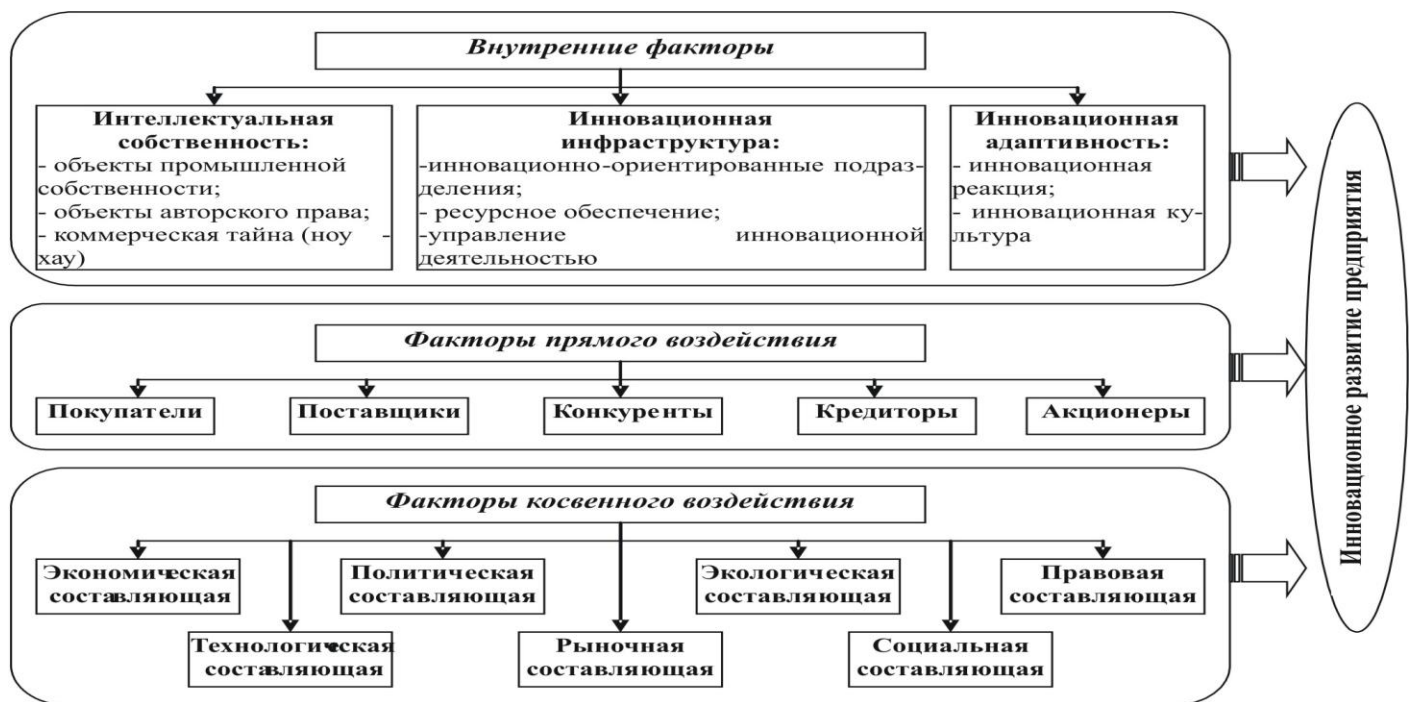 Внутренние факторы
Интеллектуальная
собственность:
- объекты промышленной
собственности;
- объекты авторского права;
- коммерческая тайна (ноу -
хау)
Инновационная
инфраструктура:
-инновационно-ориентированные подраз-
деления;
- ресурсное обеспечение;
-управление инновационной
деятельностью
Инновационная
адаптивность:
- инновационная
реакция;
- инновационная ку-
льтура
Факторы прямого воздействия
Покупатели
Поставщики
Конкуренты
Кредиторы
Акционеры
Факторы косвенного воздействия
Экономическая
составляющая
Политическая
составляющая
Экологическая
составляющая
Правовая
составляющая
Технологическая
составляющая
Рыночная
составляющая
Социальная
составляющая
Инновационное развитие предприятия